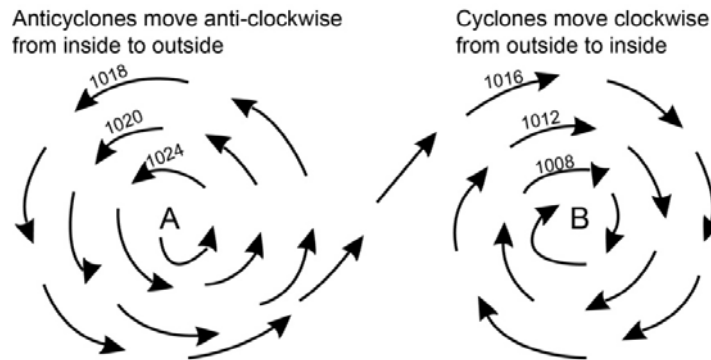 Anticyclones move anti-clockwise
from inside to outside
Cyclones move clockwise
from outside to inside
1018
1020
1024
A
1016
1012
1008
B